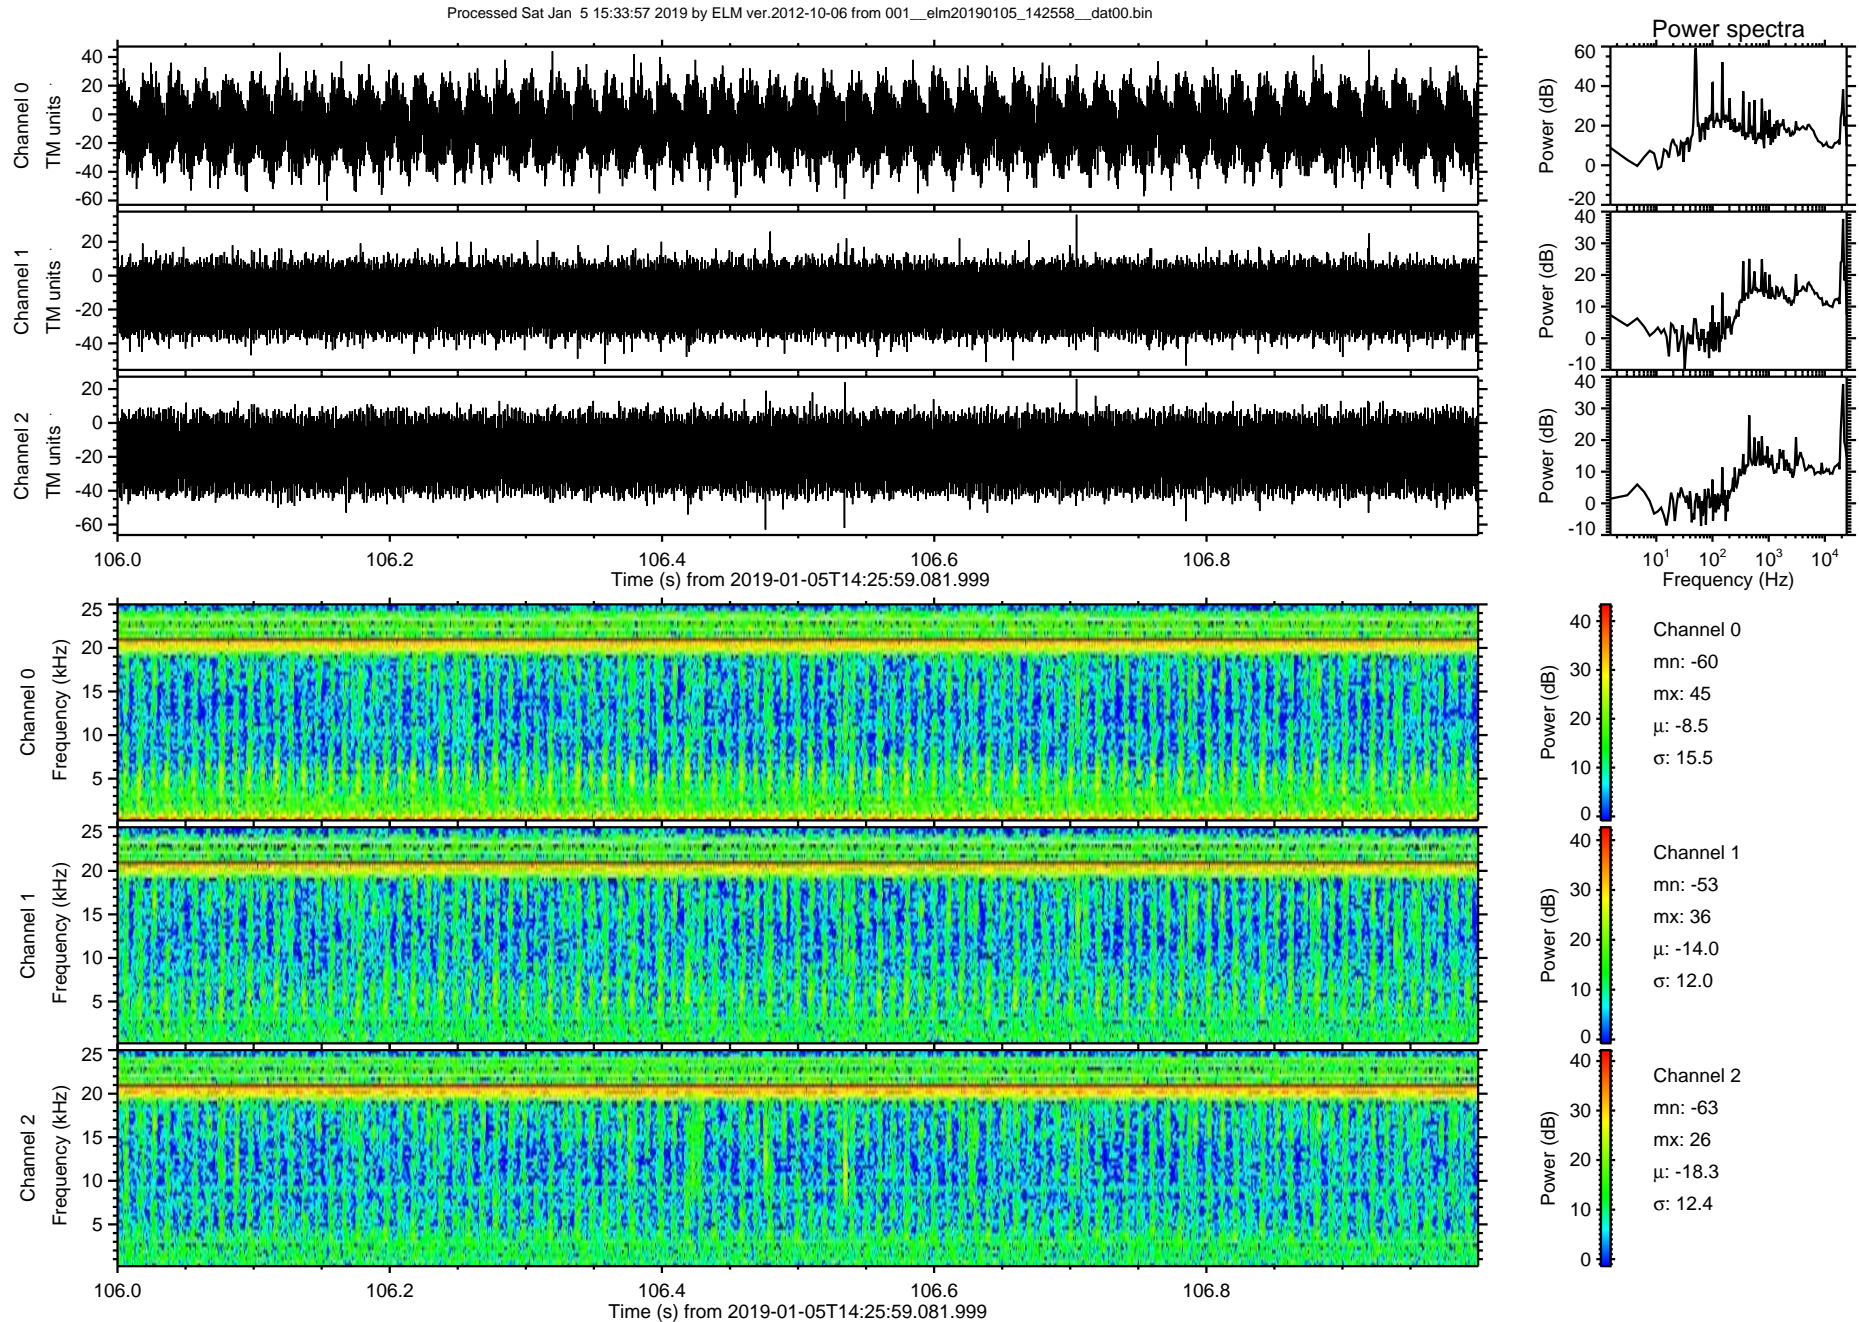 Processed Sat Jan  5 15:33:57 2019 by ELM ver.2012-10-06 from 001__elm20190105_142558__dat00.bin
Power spectra
Channel 0
TM units
40
20
0
-20
-40
-60
Power (dB)
60
40
20
0
-20
Channel 1
TM units
20
0
-20
-40
Power (dB)
40
30
20
10
0
-10
Channel 2
TM units
20
0
-20
-40
-60
Power (dB)
40
30
20
10
0
-10
106.0 106.2 106.4 106.6 106.8
Time (s) from 2019-01-05T14:25:59.081.999
10^1 10^2 10^3 10^4
Frequency (Hz)
Channel 0
Frequency (kHz)
25
20
15
10
5
Power (dB)
40
30
20
10
0
Channel 0
mn: -60
mx: 45
μ: -8.5
σ: 15.5
Channel 1
Frequency (kHz)
25
20
15
10
5
Power (dB)
40
30
20
10
0
Channel 1
mn: -53
mx: 36
μ: -14.0
σ: 12.0
Channel 2
Frequency (kHz)
25
20
15
10
5
Power (dB)
40
30
20
10
0
Channel 2
mn: -63
mx: 26
μ: -18.3
σ: 12.4
106.0 106.2 106.4 106.6 106.8
Time (s) from 2019-01-05T14:25:59.081.999